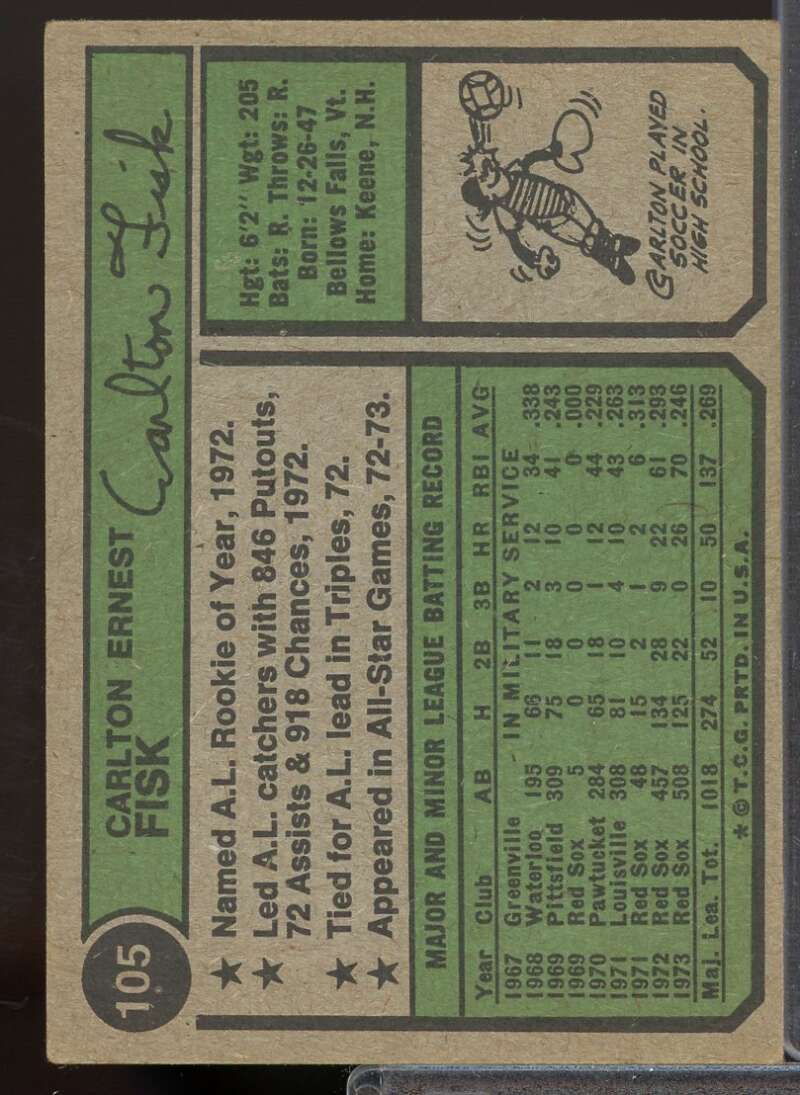 105
CARLTON ERNEST
FISK
Carlton Fisk
★ Named A.L. Rookie of Year, 1972.
★ Led A.L. catchers with 846 Putouts,
72 Assists & 918 Chances, 1972.
★ Tied for A.L. lead in Triples, 72.
★ Appeared in All-Star Games, 72-73.
Hgt: 6'2" Wgt: 205
Bats: R. Throws: R.
Born: 12-26-47
Bellows Falls, Vt.
Home: Keene, N.H.
CARLTON PLAYED
SOCCER IN
HIGH SCHOOL.
MAJOR AND MINOR LEAGUE BATTING RECORD
Year Club AB H 2B 3B HR RBI AVG
1967 Greenville IN MILITARY SERVICE
1968 Waterloo 195 66 11 2 12 34 .338
1969 Pittsfield 309 75 18 3 10 41 .243
1969 Red Sox 5 0 0 0 0 0 .000
1970 Pawtucket 284 65 18 1 12 44 .229
1971 Louisville 308 81 10 4 10 43 .263
1971 Red Sox 48 15 2 1 2 6 .313
1972 Red Sox 457 134 28 9 22 61 .293
1973 Red Sox 508 125 22 0 26 70 .246
Maj. Lea. Tot. 1018 274 52 10 50 137 .269
*© T.C.G. PRTD. IN U.S.A.